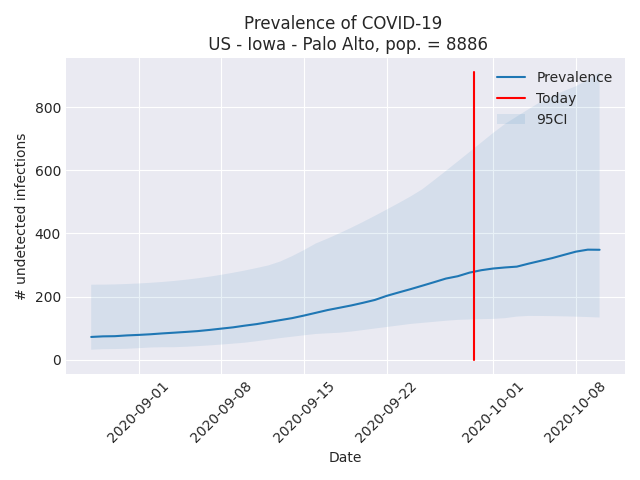 Prevalence of COVID-19
US - Iowa - Palo Alto, pop. = 8886
Prevalence
Today
95CI
# undetected infections
800
600
400
200
0
2020-09-01
2020-09-08
2020-09-15
2020-09-22
2020-10-01
2020-10-08
Date